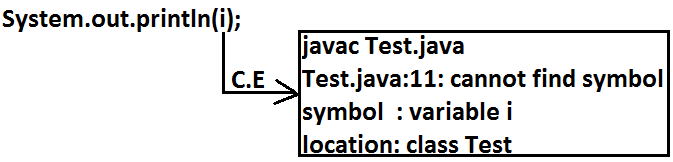 System.out.println(i);
C.E
javac Test.java
Test.java:11: cannot find symbol
symbol  : variable i
location: class Test